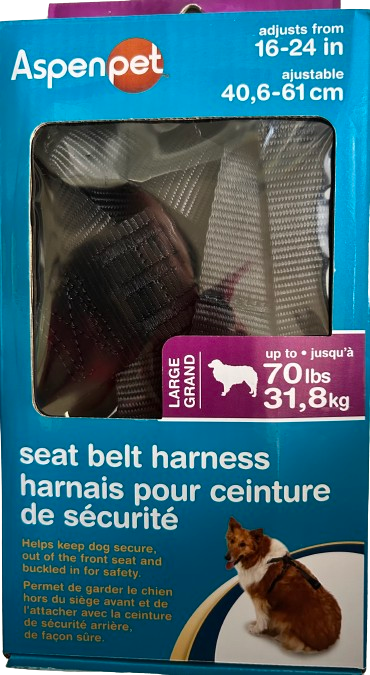 Aspenpet
adjusts from
16-24 in
ajustable
40,6-61 cm
LARGE
GRAND
up to • jusqu'à
70 lbs
31,8 kg
seat belt harness
harnais pour ceinture
de sécurité
Helps keep dog secure,
out of the front seat and
buckled in for safety.
Permet de garder le chien
hors du siège avant et de
l'attacher avec la ceinture
de sécurité arrière,
de façon sûre.